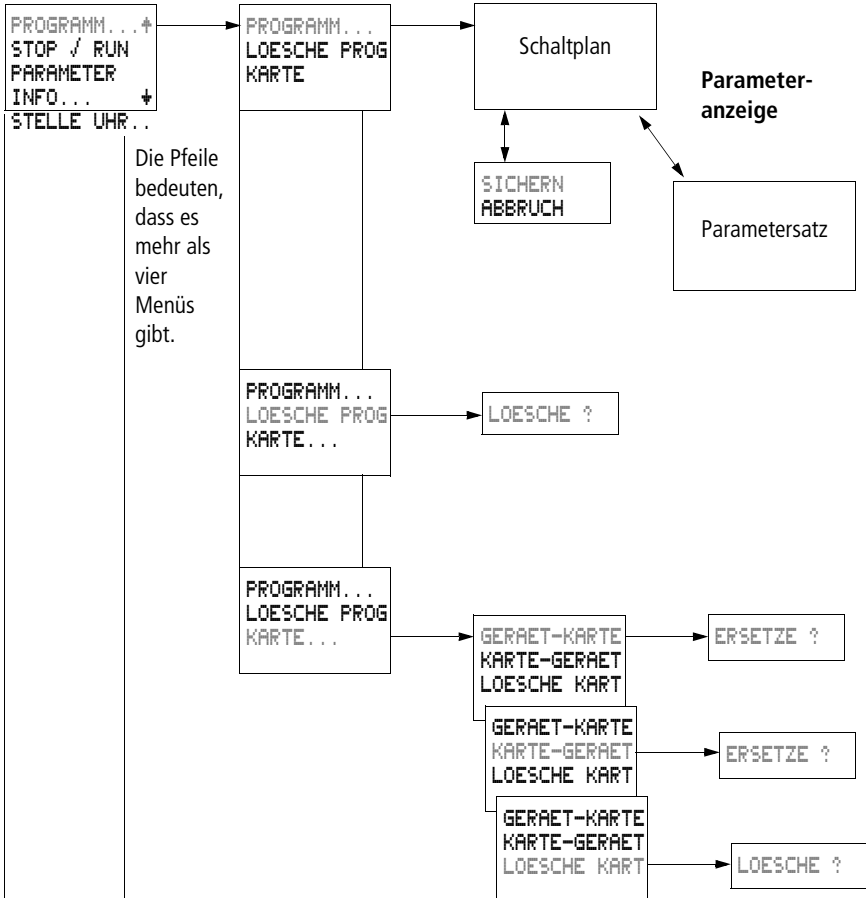 PROGRAMM...
STOP √ RUN
PARAMETER
INFO...
STELLE UHR..
Die Pfeile
bedeuten,
dass es
mehr als
vier
Menüs
gibt.
PROGRAMM...
LOESCHE PROG
KARTE
Schaltplan
SICHERN
ABBRUCH
Parameter-
anzeige
Parametersatz
PROGRAMM...
LOESCHE PROG
KARTE...
LOESCHE ?
PROGRAMM...
LOESCHE PROG
KARTE...
GERAET-KARTE
KARTE-GERAET
LOESCHE KART
ERSETZE ?
GERAET-KARTE
KARTE-GERAET
LOESCHE KART
ERSETZE ?
GERAET-KARTE
KARTE-GERAET
LOESCHE KART
LOESCHE ?